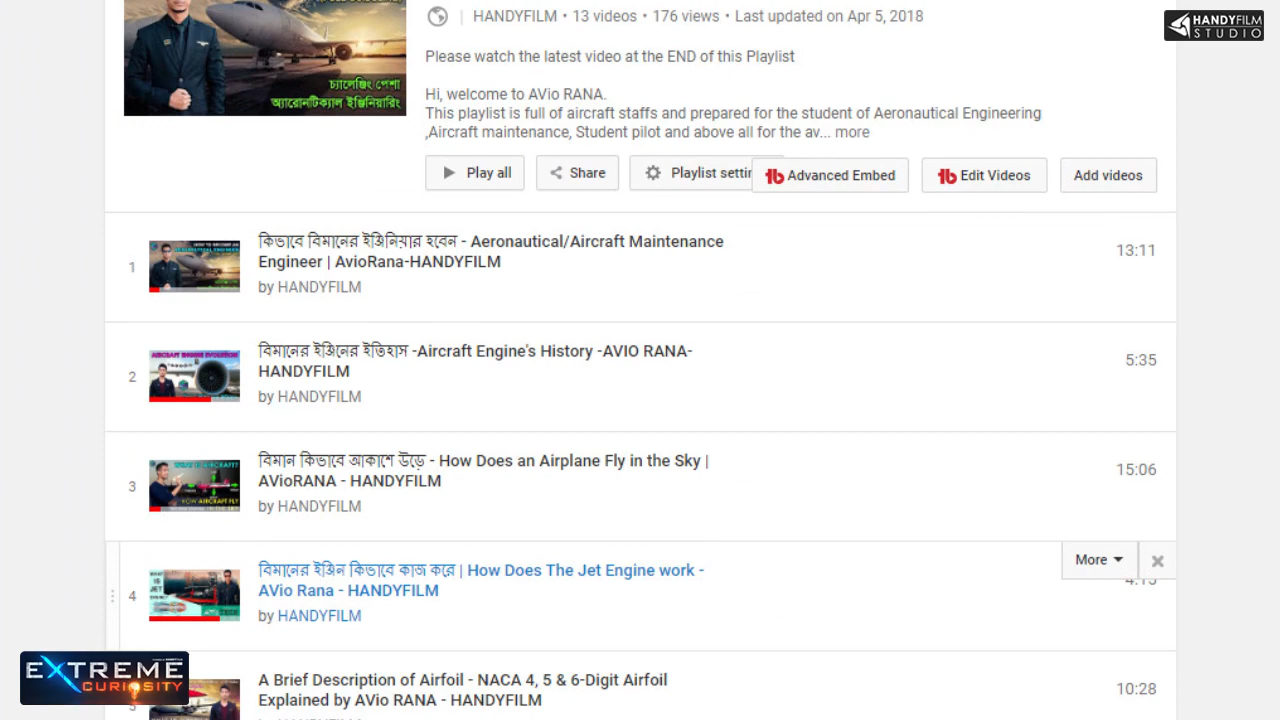 চ্যালেঞ্জিং পেশা
অ্যারোনটিক্যাল ইঞ্জিনিয়ারিং
HANDYFILM • 13 videos • 176 views • Last updated on Apr 5, 2018
HANDYFILM
STUDIO
Please watch the latest video at the END of this Playlist
Hi, welcome to AVio RANA.
This playlist is full of aircraft staffs and prepared for the student of Aeronautical Engineering
,Aircraft maintenance, Student pilot and above all for the av... more
Play all
Share
Playlist settin
Advanced Embed
Edit Videos
Add videos
1
কিভাবে বিমানের ইঞ্জিনিয়ার হবেন - Aeronautical/Aircraft Maintenance
Engineer | AvioRana-HANDYFILM
by HANDYFILM
13:11
2
AIRCRAFT ENGINE EVOLUTION
বিমানের ইঞ্জিনের ইতিহাস -Aircraft Engine's History -AVIO RANA-
HANDYFILM
by HANDYFILM
5:35
3
বিমান কিভাবে আকাশে উড়ে - How Does an Airplane Fly in the Sky |
AVioRANA - HANDYFILM
by HANDYFILM
15:06
4
বিমানের ইঞ্জিন কিভাবে কাজ করে | How Does The Jet Engine work -
AVio Rana - HANDYFILM
by HANDYFILM
More
A Brief Description of Airfoil - NACA 4, 5 & 6-Digit Airfoil
Explained by AVio RANA - HANDYFILM
10:28
EXTREME
CURIOSITY